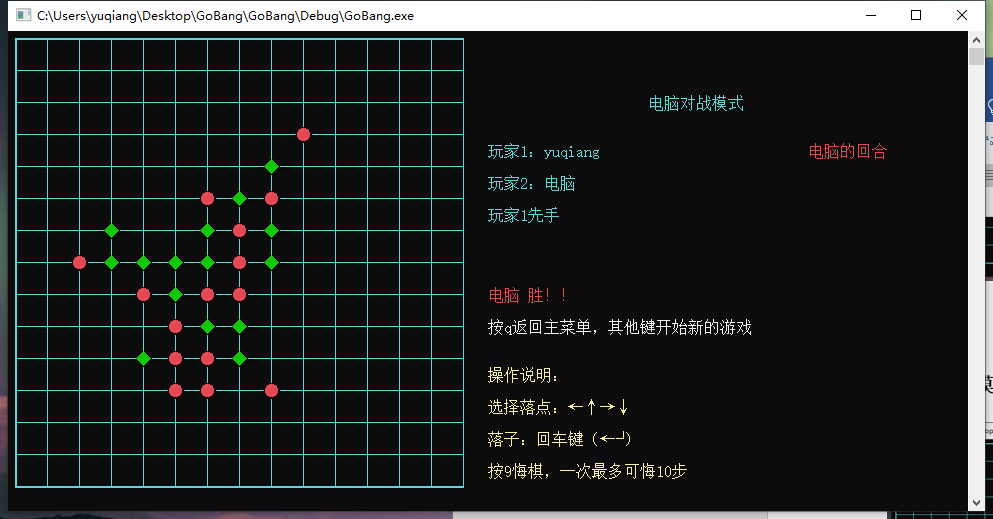 C:\Users\yuqiang\Desktop\GoBang\GoBang\Debug\GoBang.exe
电脑对战模式
玩家1：yuqiang
电脑的回合
玩家2：电脑
玩家1先手
电脑 胜！！
按q返回主菜单，其他键开始新的游戏
操作说明：
选择落点：←↑→↓
落子：回车键（←┘）
按9悔棋，一次最多可悔10步